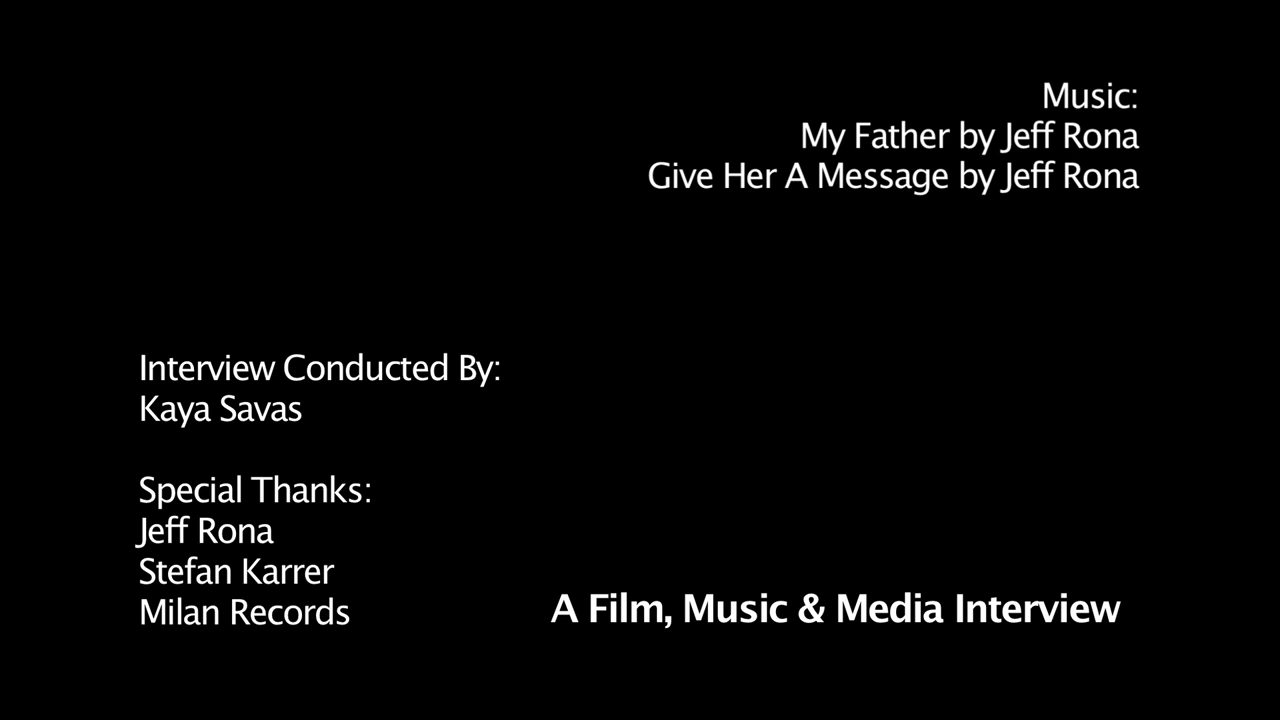 Music:
My Father by Jeff Rona
Give Her A Message by Jeff Rona
Interview Conducted By:
Kaya Savas
Special Thanks:
Jeff Rona
Stefan Karrer
Milan Records
A Film, Music & Media Interview